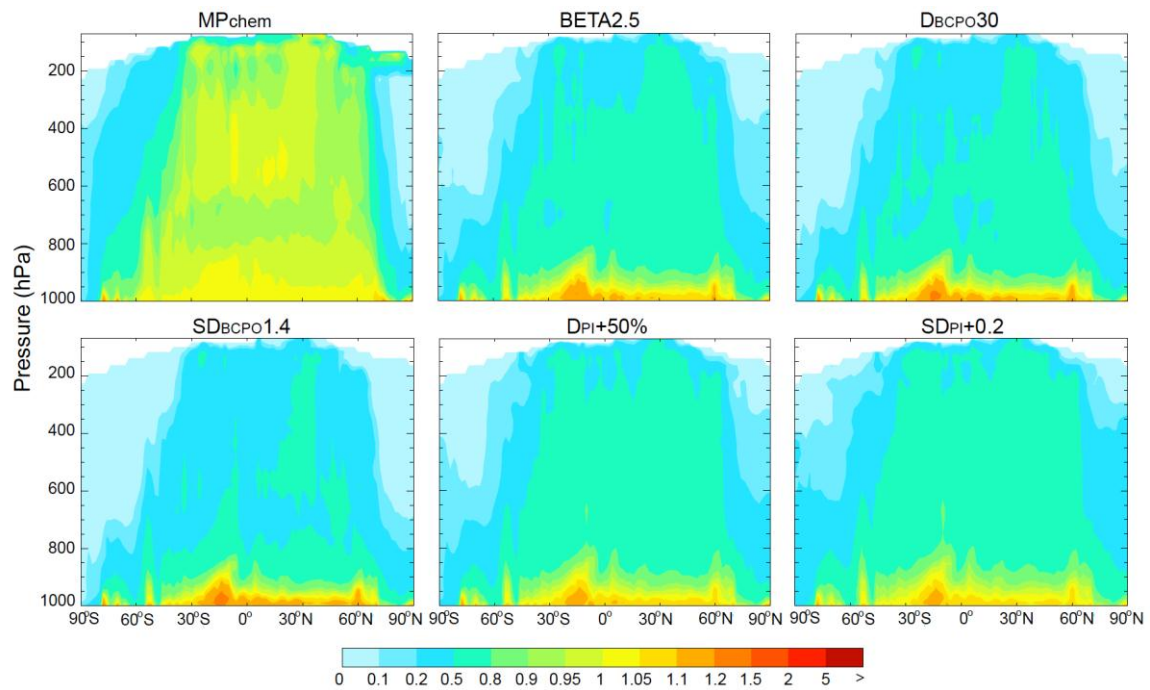 MPchem BETA2.5 DBCPO30
200
400
600
800
1000
Pressure (hPa)
SDBCPO1.4 DPI+50% SDPI+0.2
200
400
600
800
1000
90°S 60°S 30°S 0° 30°N 60°N 90°N 60°S 30°S 0° 30°N 60°N 90°N 60°S 30°S 0° 30°N 60°N 90°N
0 0.1 0.2 0.5 0.8 0.9 0.95 1 1.05 1.1 1.2 1.5 2 5 >